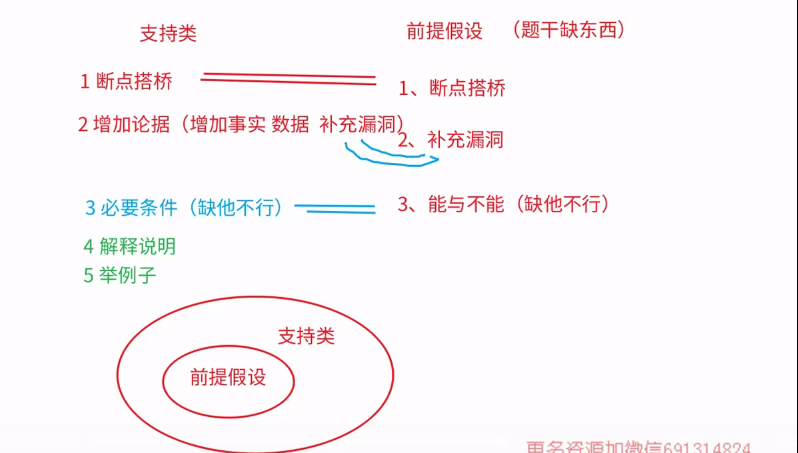 支持类
前提假设 （题干缺东西）
1 断点搭桥
1、断点搭桥
2 增加论据（增加事实 数据 补充漏洞）
2、补充漏洞
3 必要条件（缺他不行）
3、能与不能（缺他不行）
4 解释说明
5 举例子
支持类
前提假设
更多资源加微信691314824